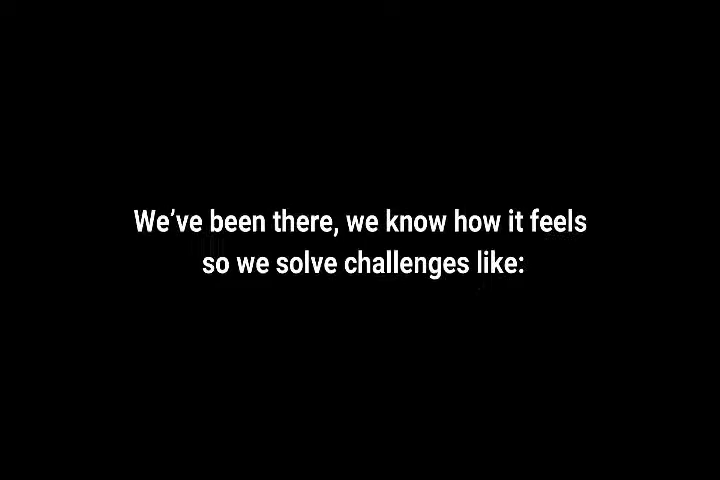 We’ve been there, we know how it feels
so we solve challenges like: